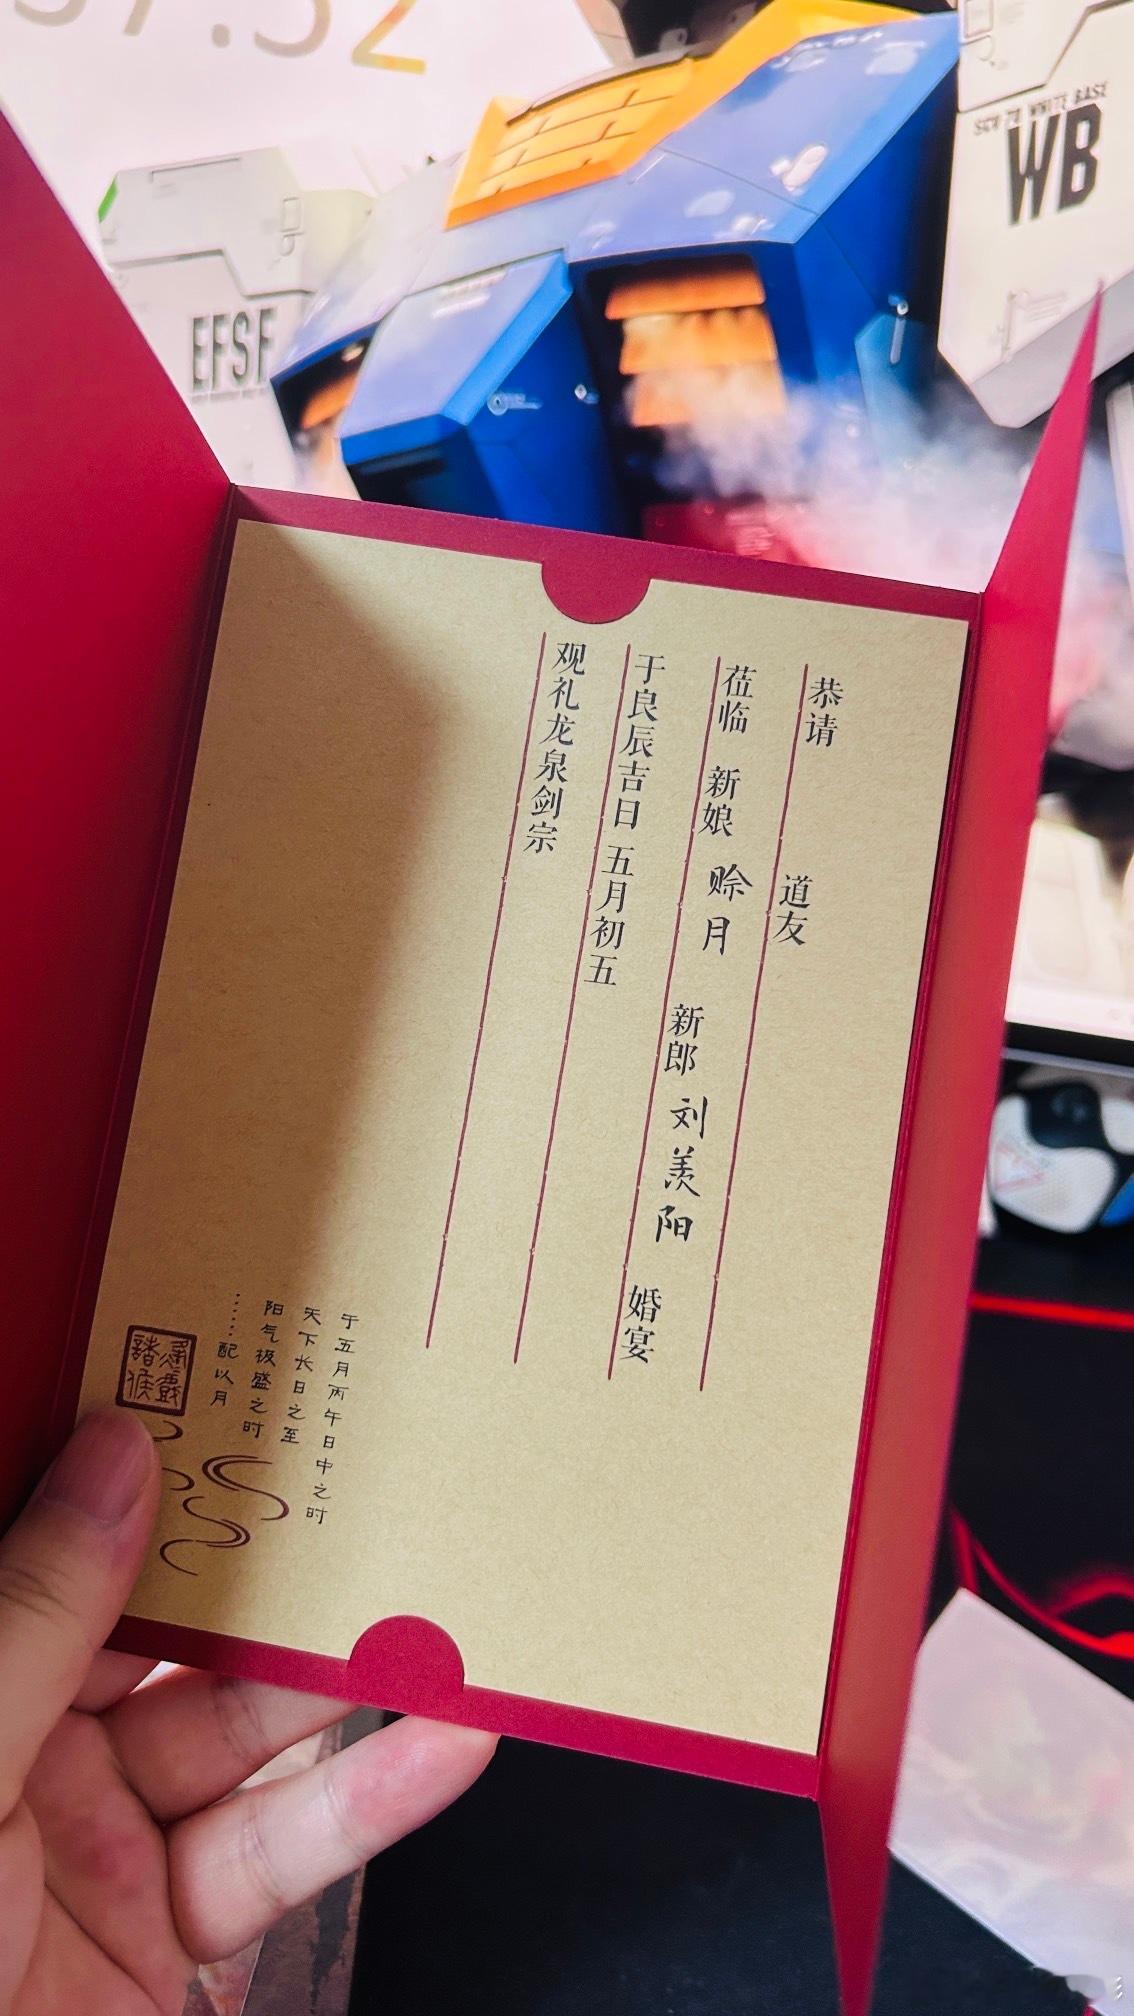 恭请 道友
莅临 新娘 赊月 新郎 刘羡阳 婚宴
于良辰吉日 五月初五
观礼龙泉剑宗
于五月丙午日中之时
天下长日之至
阳气极盛之时
……配以月
EFSF
WB